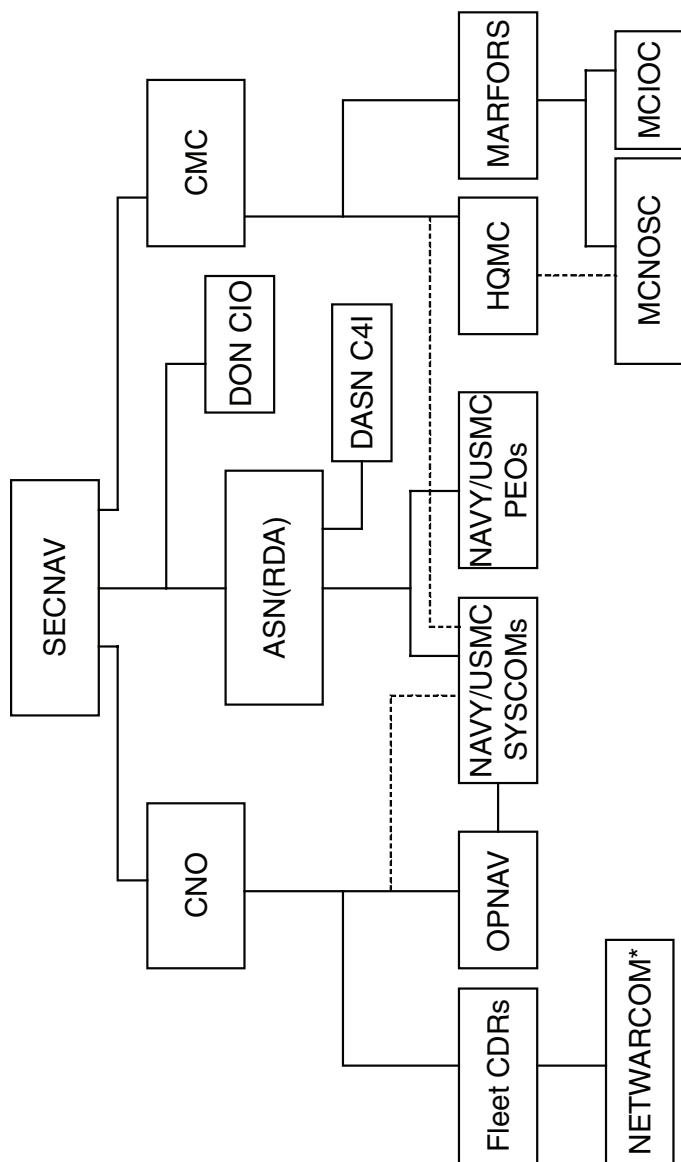 SECNAV
CNO
CMC
ASN(RDA)
DON CIO
DASN C4I
Fleet CDRs
OPNAV
NAVY/USMC
SYSCOMs
NAVY/USMC
PEOs
HQMC
MARFORS
NETWARCOM*
MCNOSC
MCIOC